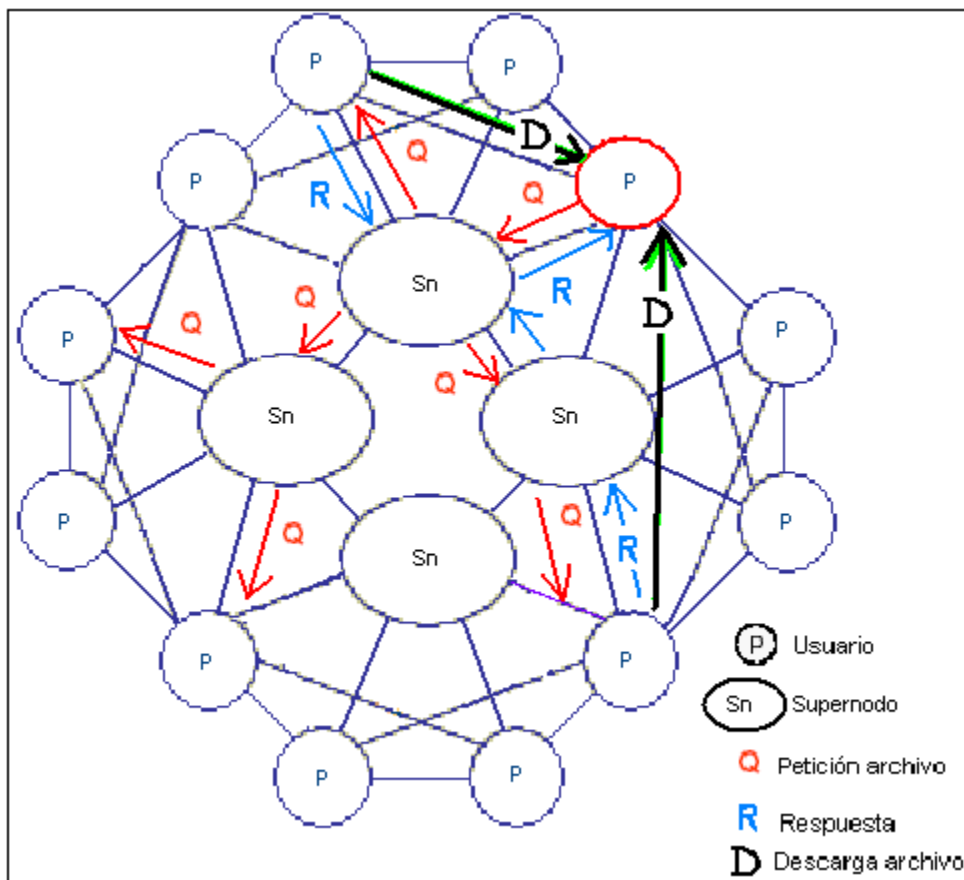 P
P
D
Q
P
P
R
Q
Sn
R
Q
Q
P
P
D
Q
Sn
Sn
P
Q
Q
P
R
Sn
P
P
P
P
P Usuario
Sn Supernodo
Q Petición archivo
R Respuesta
D Descarga archivo